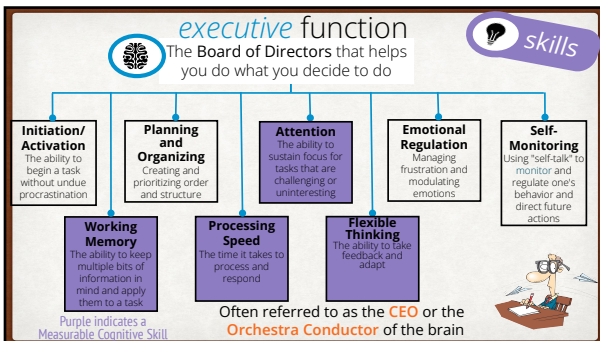 executive function
skills
The Board of Directors that helps
you do what you decide to do
Initiation/
Activation
The ability to
begin a task
without undue
procrastination
Planning
and
Organizing
Creating and
prioritizing order
and structure
Attention
The ability to
sustain focus for
tasks that are
challenging or
uninteresting
Emotional
Regulation
Managing
frustration and
modulating
emotions
Self-
Monitoring
Using "self-talk" to
monitor and
regulate one's
behavior and
direct future
actions
Working
Memory
The ability to keep
multiple bits of
information in
mind and apply
them to a task
Processing
Speed
The time it takes to
process and
respond
Flexible
Thinking
The ability to take
feedback and
adapt
Purple indicates a
Measurable Cognitive Skill
Often referred to as the CEO or the
Orchestra Conductor of the brain